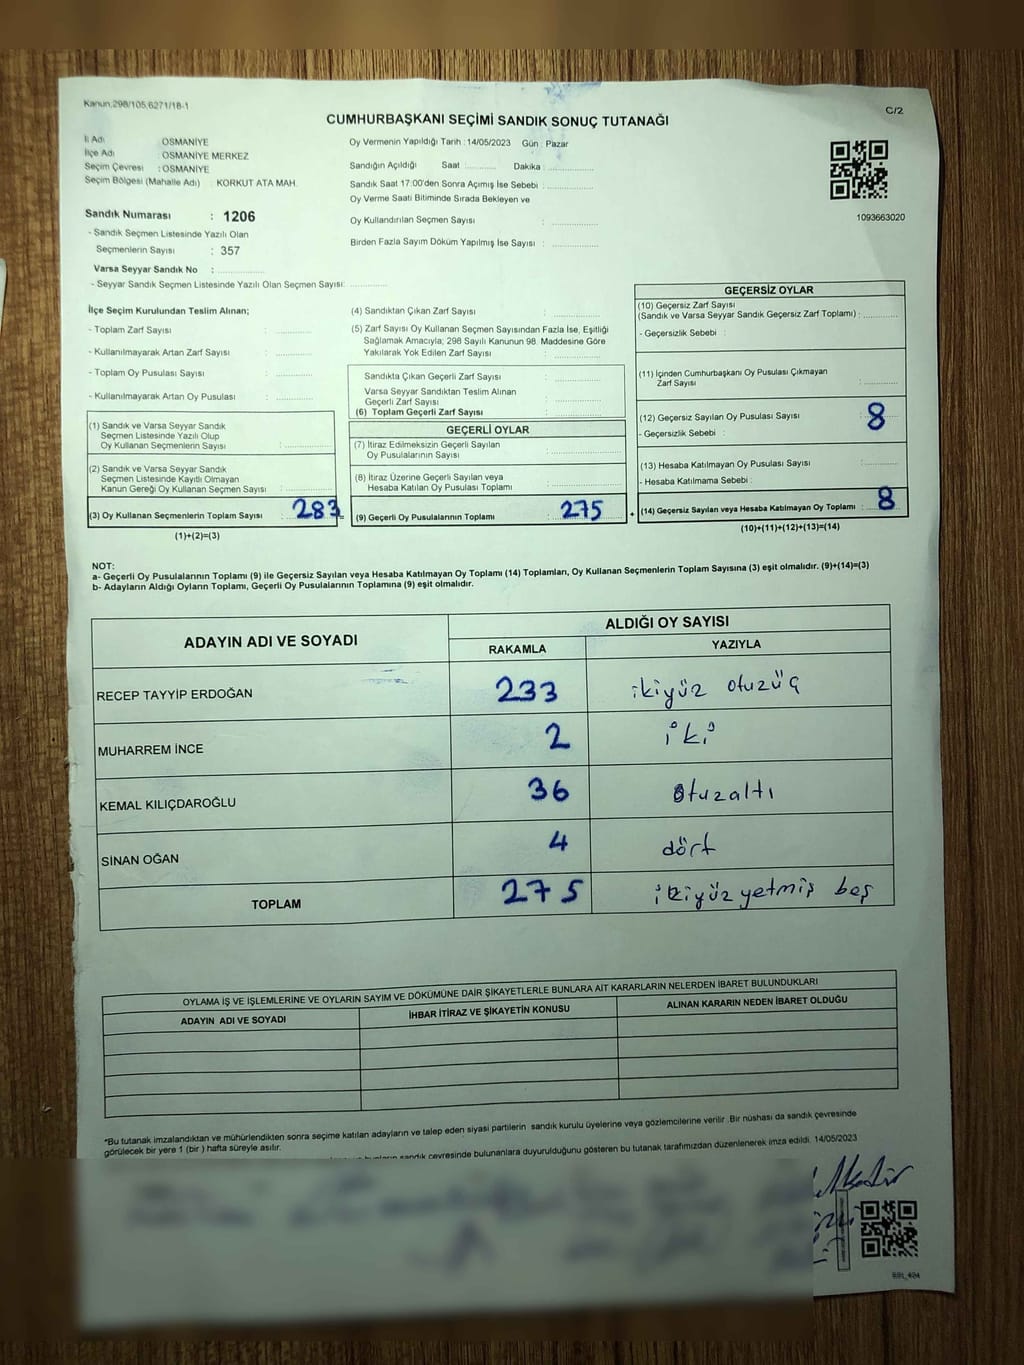 Kanun,298/105,6271/18-1
C/2
CUMHURBAŞKANI SEÇİMİ SANDIK SONUÇ TUTANAĞI
İl Adı OSMANİYE
İlçe Adı : OSMANİYE MERKEZ
Seçim Çevresi : OSMANİYE
Seçim Bölgesi (Mahalle Adı) : KORKUT ATA MAH.
Sandık Numarası : 1206
- Sandık Seçmen Listesinde Yazılı Olan
Seçmenlerin Sayısı : 357
Varsa Seyyar Sandık No :
- Seyyar Sandık Seçmen Listesinde Yazılı Olan Seçmen Sayısı:
Oy Vermenin Yapıldığı Tarih : 14/05/2023 Gün : Pazar
Sandığın Açıldığı Saat : Dakika :
Sandık Saat 17:00'den Sonra Açımış İse Sebebi :
Oy Verme Saati Bitiminde Sırada Bekleyen ve
Oy Kullandırılan Seçmen Sayısı :
Birden Fazla Sayım Döküm Yapılmış İse Sayısı :
1093663020
İlçe Seçim Kurulundan Teslim Alınan;
- Toplam Zarf Sayısı :
- Kullanılmayarak Artan Zarf Sayısı :
- Toplam Oy Pusulası Sayısı :
- Kullanılmayarak Artan Oy Pusulası :
(1) Sandık ve Varsa Seyyar Sandık
Seçmen Listesinde Yazılı Olup
Oy Kullanan Seçmenlerin Sayısı :
(2) Sandık ve Varsa Seyyar Sandık
Seçmen Listesinde Kayıtlı Olmayan
Kanun Gereği Oy Kullanan Seçmen Sayısı :
(3) Oy Kullanan Seçmenlerin Toplam Sayısı : 283
(1)+(2)=(3)
=
(4) Sandıktan Çıkan Zarf Sayısı :
(5) Zarf Sayısı Oy Kullanan Seçmen Sayısından Fazla İse, Eşitliği
Sağlamak Amacıyla; 298 Sayılı Kanunun 98. Maddesine Göre
Yakılarak Yok Edilen Zarf Sayısı :
Sandıkta Çıkan Geçerli Zarf Sayısı :
Varsa Seyyar Sandıktan Teslim Alınan
Geçerli Zarf Sayısı :
(6) Toplam Geçerli Zarf Sayısı :
GEÇERLİ OYLAR
(7) İtiraz Edilmeksizin Geçerli Sayılan
Oy Pusulalarının Sayısı :
(8) İtiraz Üzerine Geçerli Sayılan veya
Hesaba Katılan Oy Pusulası Toplamı :
(9) Geçerli Oy Pusulalarının Toplamı : 275
+
GEÇERSİZ OYLAR
(10) Geçersiz Zarf Sayısı
(Sandık ve Varsa Seyyar Sandık Geçersiz Zarf Toplamı) :
- Geçersizlik Sebebi :
(11) İçinden Cumhurbaşkanı Oy Pusulası Çıkmayan
Zarf Sayısı :
(12) Geçersiz Sayılan Oy Pusulası Sayısı : 8
- Geçersizlik Sebebi :
(13) Hesaba Katılmayan Oy Pusulası Sayısı :
- Hesaba Katılmama Sebebi :
(14) Geçersiz Sayılan veya Hesaba Katılmayan Oy Toplamı : 8
(10)+(11)+(12)+(13)=(14)
NOT:
a- Geçerli Oy Pusulalarının Toplamı (9) ile Geçersiz Sayılan veya Hesaba Katılmayan Oy Toplamı (14) Toplamları, Oy Kullanan Seçmenlerin Toplam Sayısına (3) eşit olmalıdır. (9)+(14)=(3)
b- Adayların Aldığı Oyların Toplamı, Geçerli Oy Pusulalarının Toplamına (9) eşit olmalıdır.
ADAYIN ADI VE SOYADI ALDIĞI OY SAYISI
RAKAMLA YAZIYLA
RECEP TAYYİP ERDOĞAN 233 ikiyüz otuzüç
MUHARREM İNCE 2 iki
KEMAL KILIÇDAROĞLU 36 otuzaltı
SİNAN OĞAN 4 dört
TOPLAM 275 ikiyüzyetmiş beş
OYLAMA İŞ VE İŞLEMLERİNE VE OYLARIN SAYIM VE DÖKÜMÜNE DAİR ŞİKAYETLERLE BUNLARA AİT KARARLARIN NELERDEN İBARET BULUNDUKLARI
ADAYIN ADI VE SOYADI İHBAR İTİRAZ VE ŞİKAYETİN KONUSU ALINAN KARARIN NEDEN İBARET OLDUĞU
*Bu tutanak imzalandıktan ve mühürlendikten sonra seçime katılan adayların ve talep eden siyasi partilerin sandık kurulu üyelerine veya gözlemcilerine verilir. Bir nüshası da sandık çevresinde
görülecek bir yere 1 (bir) hafta süreyle asılır.
sandık çevresinde bulunanlara duyurulduğunu gösteren bu tutanak tarafımızdan düzenlenerek imza edildi. 14/05/2023